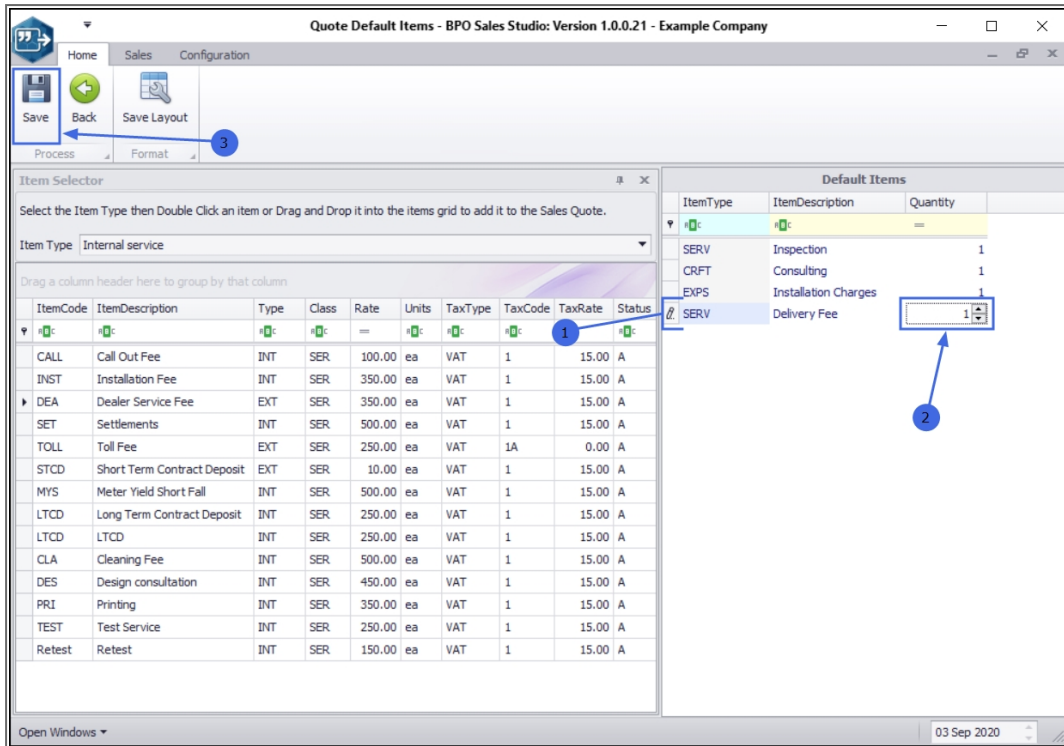 Quote Default Items - BPO Sales Studio: Version 1.0.0.21 - Example Company
Home Sales Configuration
Save Back Save Layout
Process Format
3
Item Selector
Select the Item Type then Double Click an item or Drag and Drop it into the items grid to add it to the Sales Quote.
Item Type Internal service
Drag a column header here to group by that column
ItemCode ItemDescription Type Class Rate Units TaxType TaxCode TaxRate Status
CALL Call Out Fee INT SER 100.00 ea VAT 1 15.00 A
INST Installation Fee INT SER 350.00 ea VAT 1 15.00 A
DEA Dealer Service Fee EXT SER 350.00 ea VAT 1 15.00 A
SET Settlements INT SER 500.00 ea VAT 1 15.00 A
TOLL Toll Fee EXT SER 250.00 ea VAT 1A 0.00 A
STCD Short Term Contract Deposit EXT SER 10.00 ea VAT 1 15.00 A
MYS Meter Yield Short Fall INT SER 500.00 ea VAT 1 15.00 A
LTCD Long Term Contract Deposit INT SER 250.00 ea VAT 1 15.00 A
LTCD LTCD INT SER 250.00 ea VAT 1 15.00 A
CLA Cleaning Fee INT SER 500.00 ea VAT 1 15.00 A
DES Design consultation INT SER 450.00 ea VAT 1 15.00 A
PRI Printing INT SER 350.00 ea VAT 1 15.00 A
TEST Test Service INT SER 250.00 ea VAT 1 15.00 A
Retest Retest INT SER 150.00 ea VAT 1 15.00 A
Default Items
ItemType ItemDescription Quantity
SERV Inspection 1
CRFT Consulting 1
EXPS Installation Charges 1
SERV Delivery Fee 1
1
2
Open Windows 03 Sep 2020